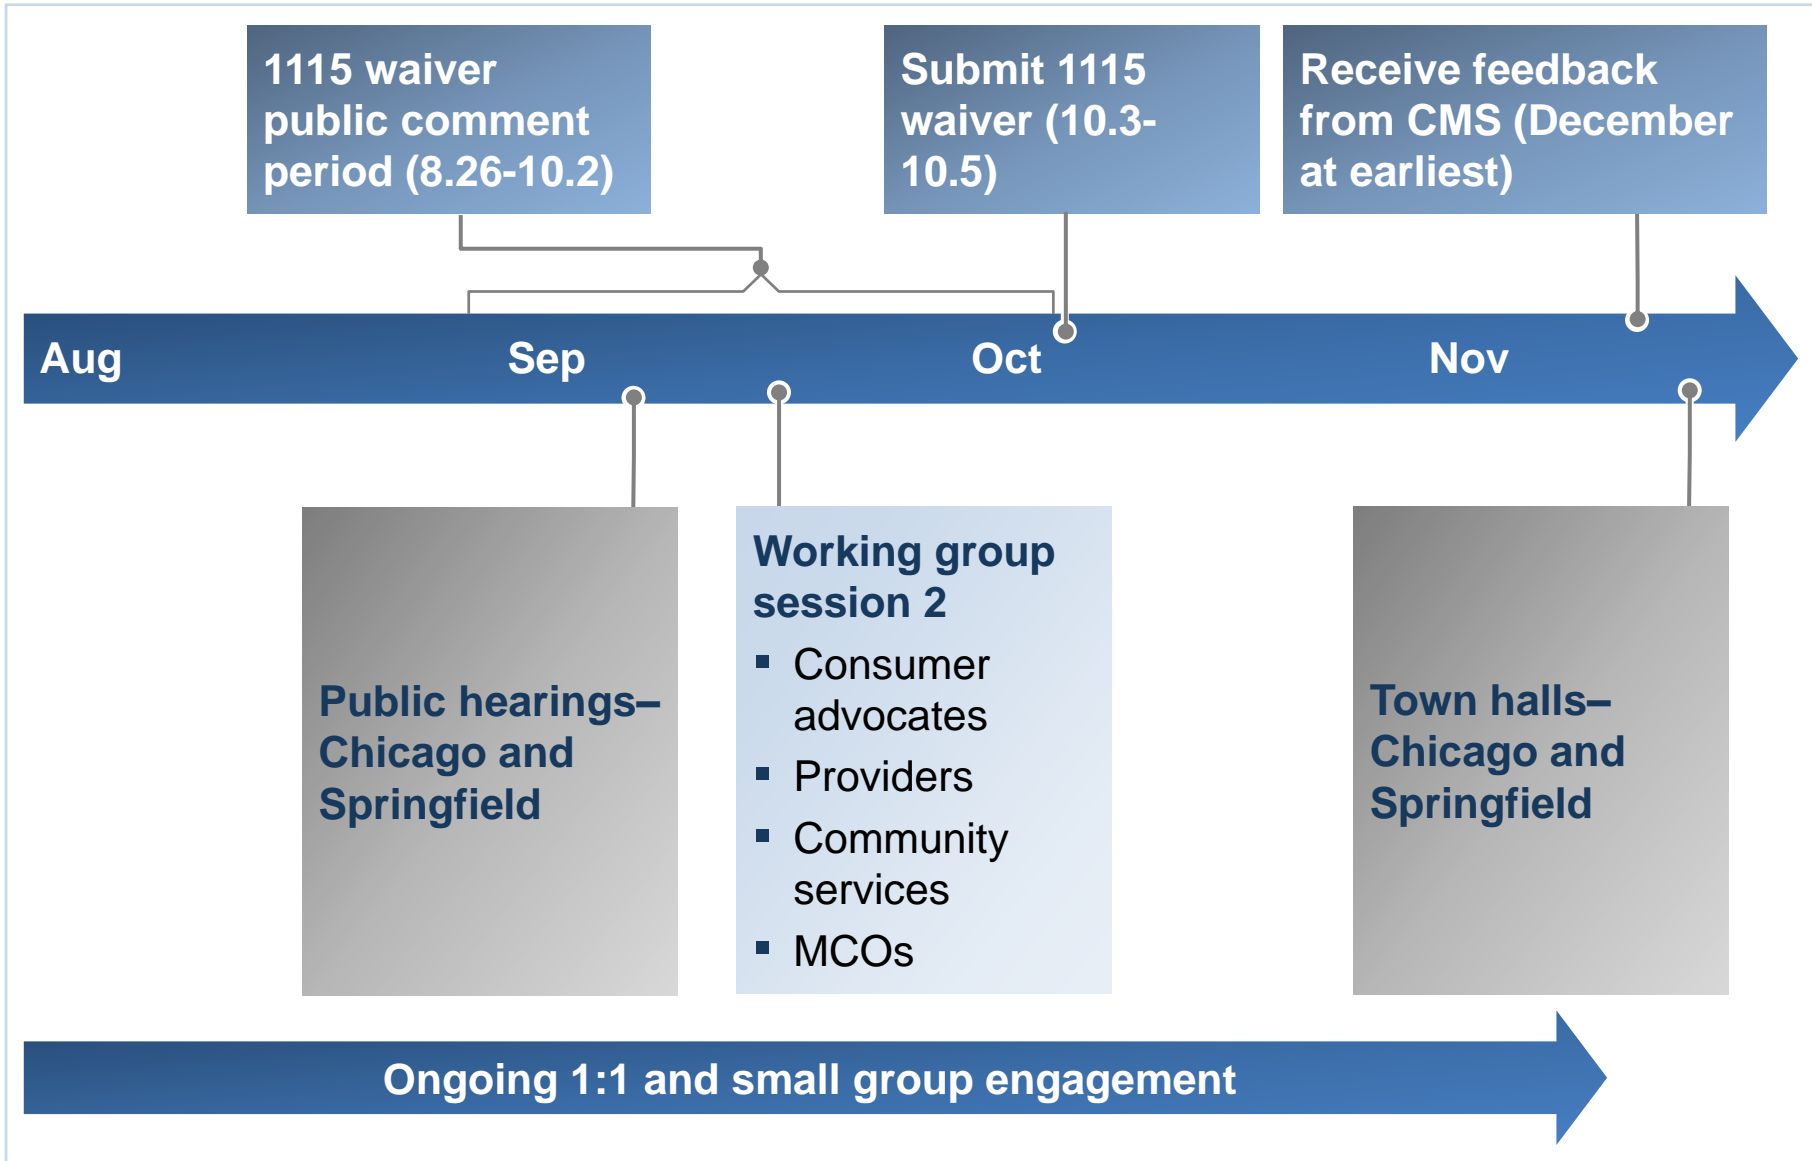 1115 waiver
public comment
period (8.26-10.2)
Submit 1115
waiver (10.3-
10.5)
Receive feedback
from CMS (December
at earliest)
Aug
Sep
Oct
Nov
Public hearings–
Chicago and
Springfield
Working group
session 2
▪ Consumer
advocates
▪ Providers
▪ Community
services
▪ MCOs
Town halls–
Chicago and
Springfield
Ongoing 1:1 and small group engagement